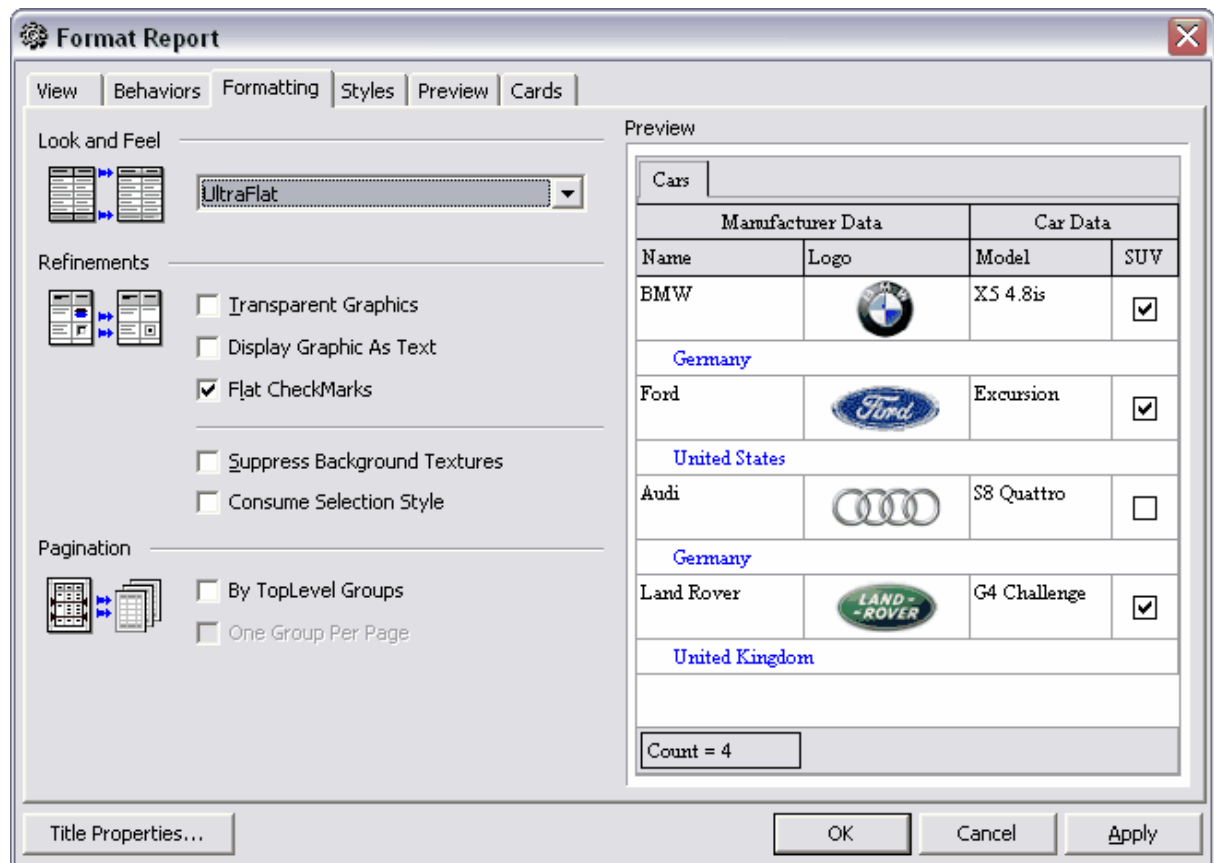 Format Report
View Behaviors Formatting Styles Preview Cards
Look and Feel
UltraFlat
Refinements
Transparent Graphics
Display Graphic As Text
Flat CheckMarks
Suppress Background Textures
Consume Selection Style
Pagination
By TopLevel Groups
One Group Per Page
Preview
Cars
Manufacturer Data Car Data
Name Logo Model SUV
BMW BMW X5 4.8is
Germany
Ford Ford Excursion
United States
Audi S8 Quattro
Germany
Land Rover LAND- G4 Challenge
-ROVER
United Kingdom
Count = 4
Title Properties... OK Cancel Apply